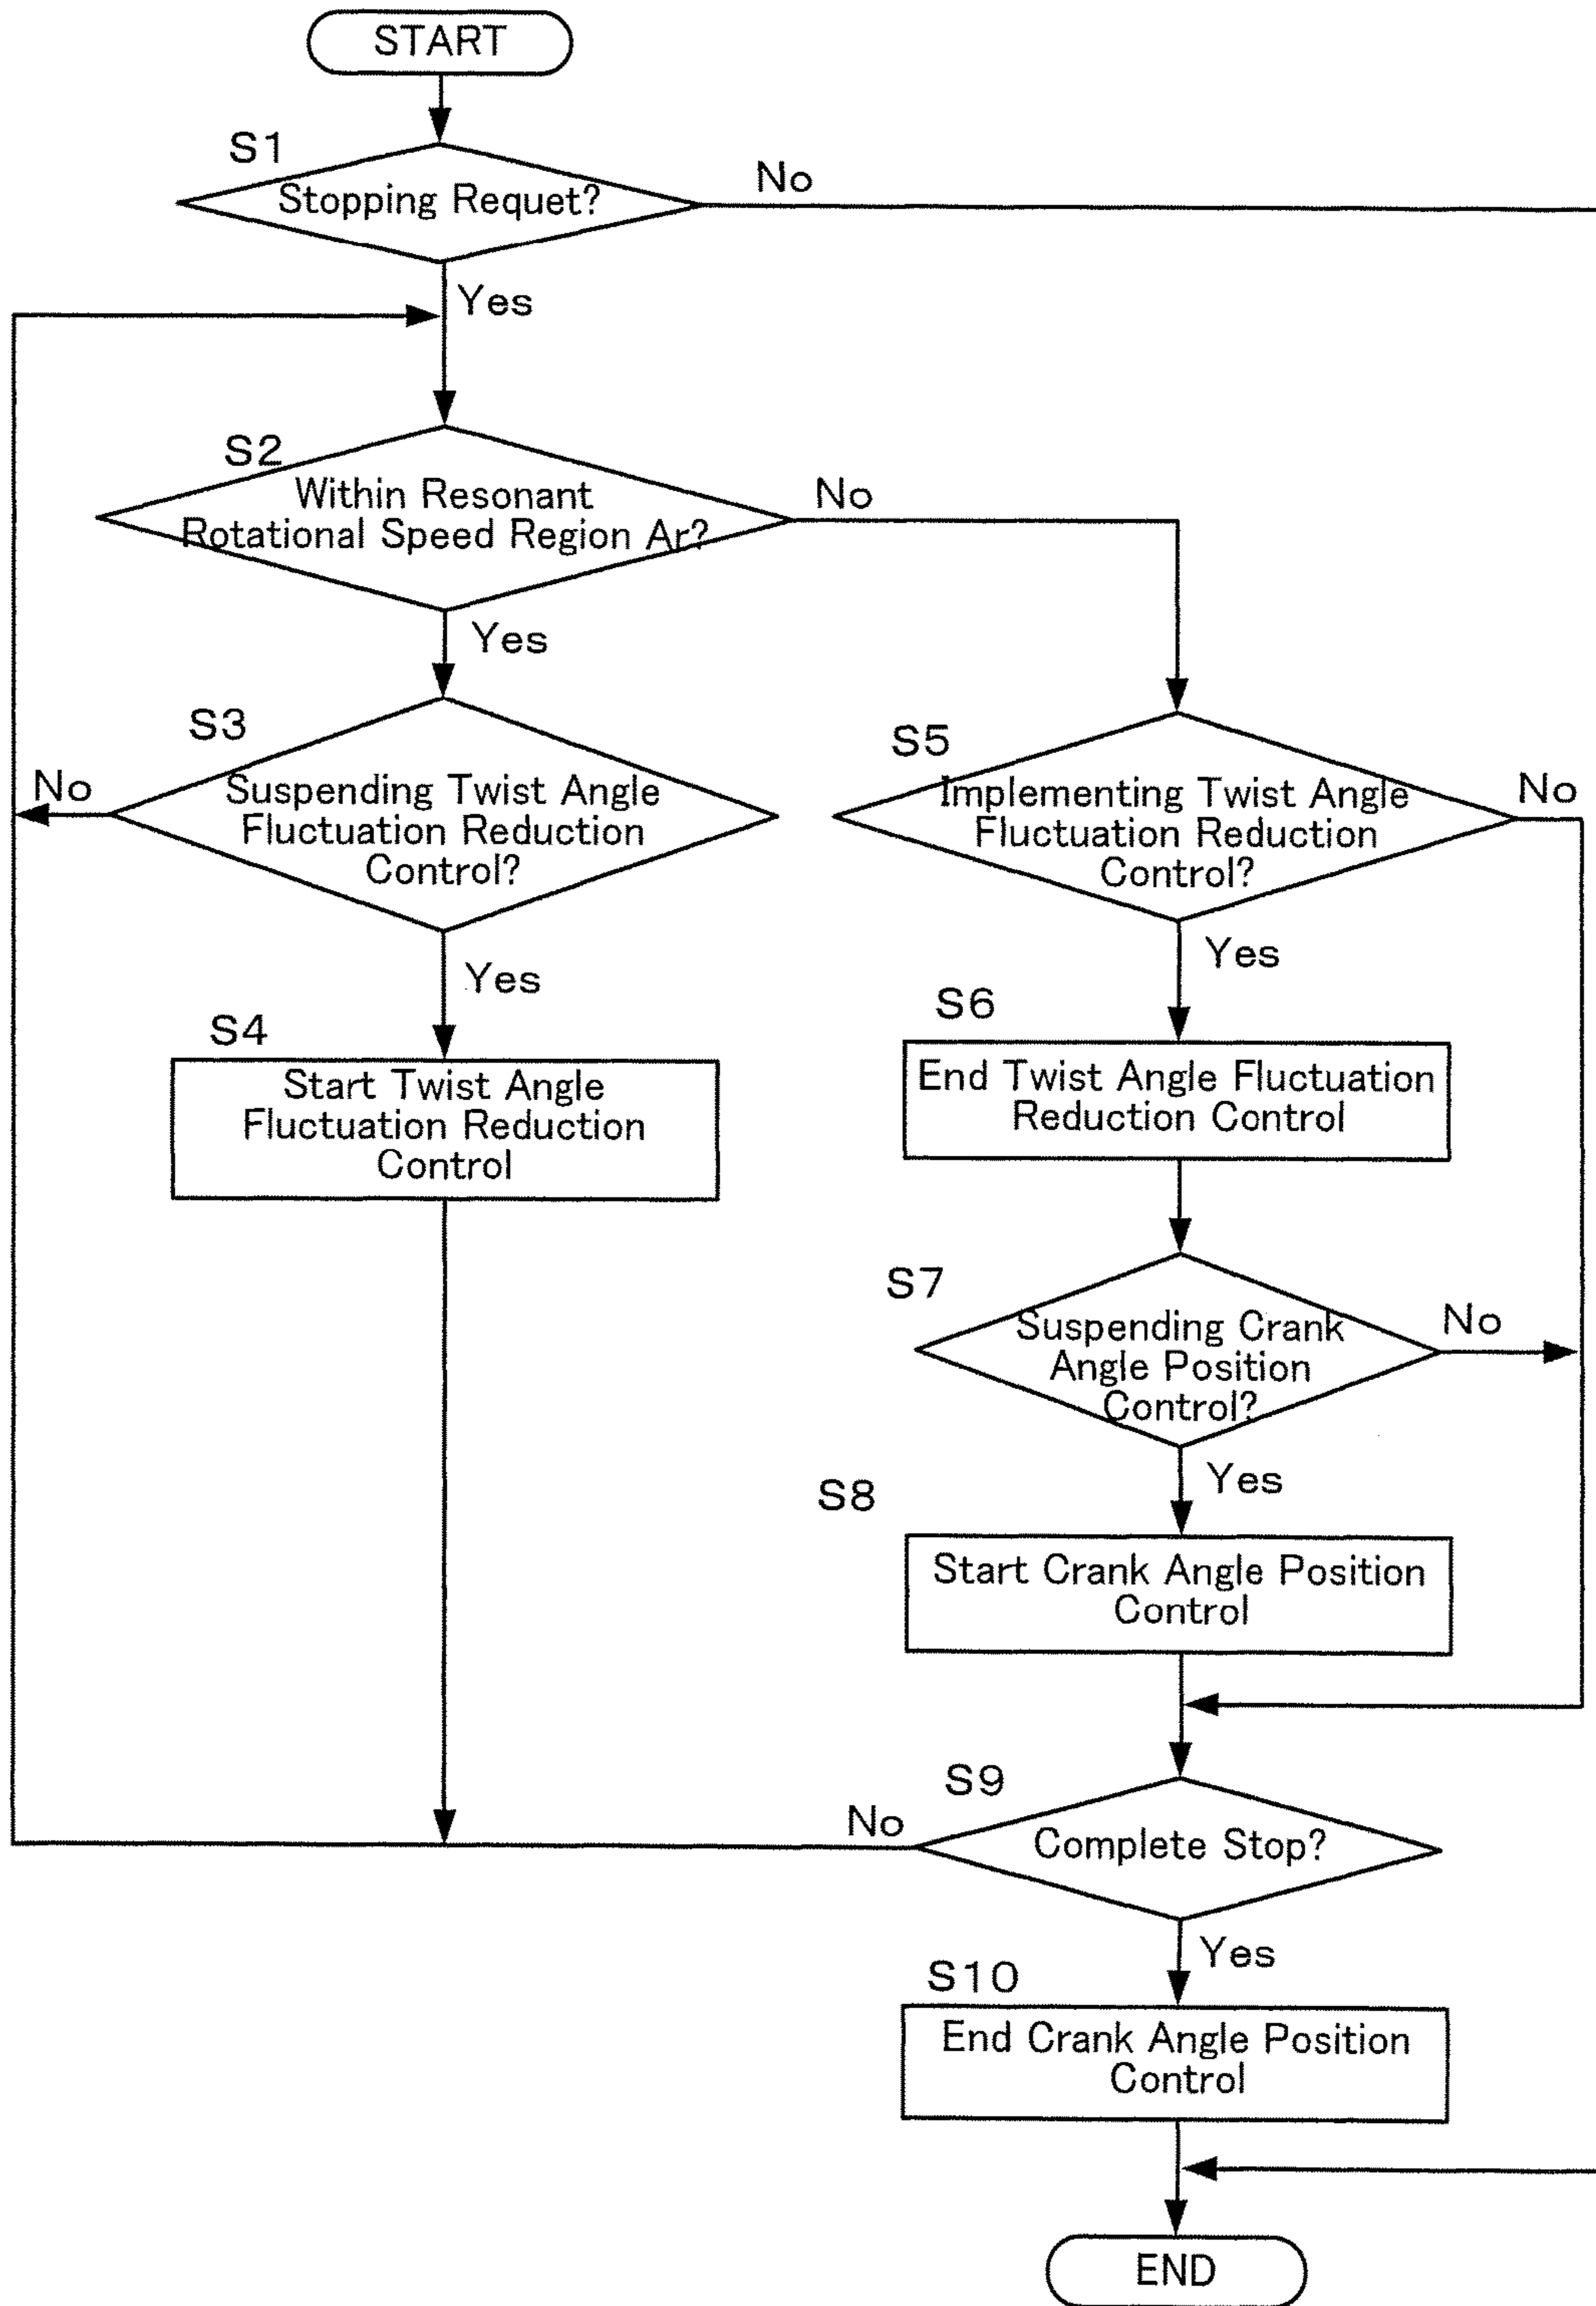 START
S1
Stopping Requet?
No
Yes
S2
Within Resonant
Rotational Speed Region Ar?
No
Yes
S3
Suspending Twist Angle
Fluctuation Reduction
Control?
No
Yes
S4
Start Twist Angle
Fluctuation Reduction
Control
S5
Implementing Twist Angle
Fluctuation Reduction
Control?
No
Yes
S6
End Twist Angle Fluctuation
Reduction Control
S7
Suspending Crank
Angle Position
Control?
No
Yes
S8
Start Crank Angle Position
Control
S9
Complete Stop?
No
Yes
S10
End Crank Angle Position
Control
END